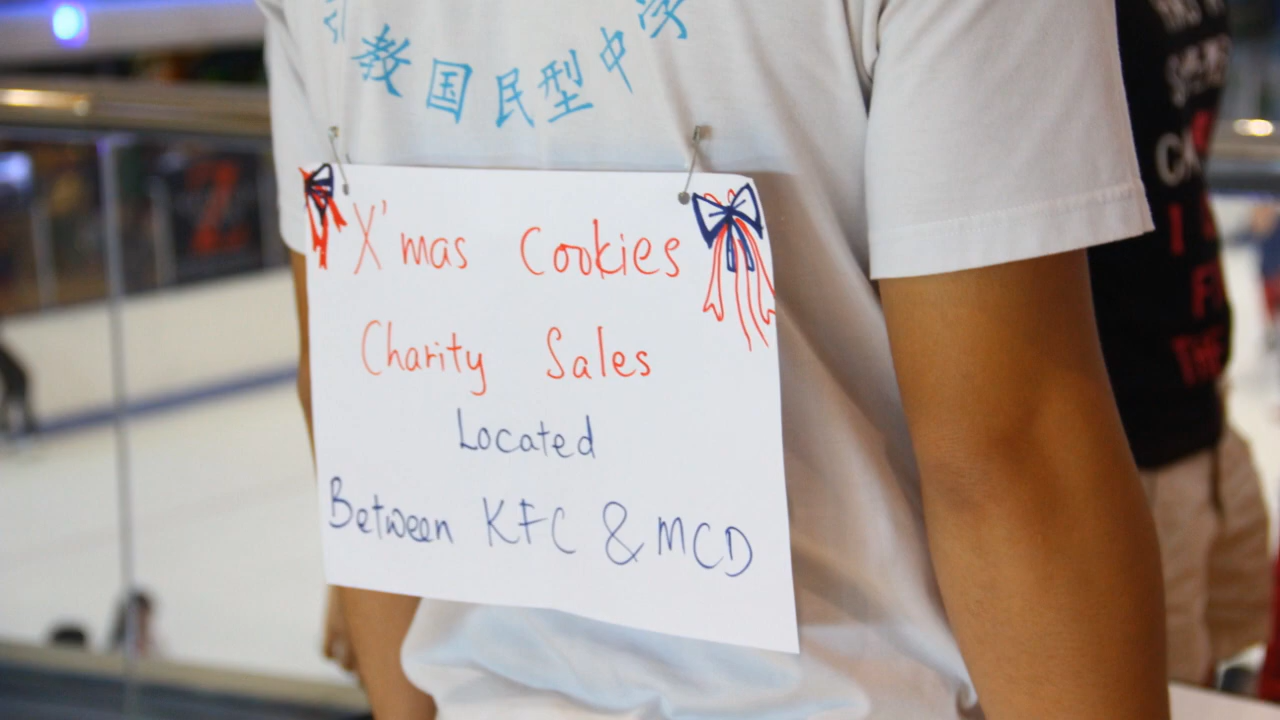 教国民型中学
X'mas Cookies
Charity Sales
Located
Between KFC & MCD